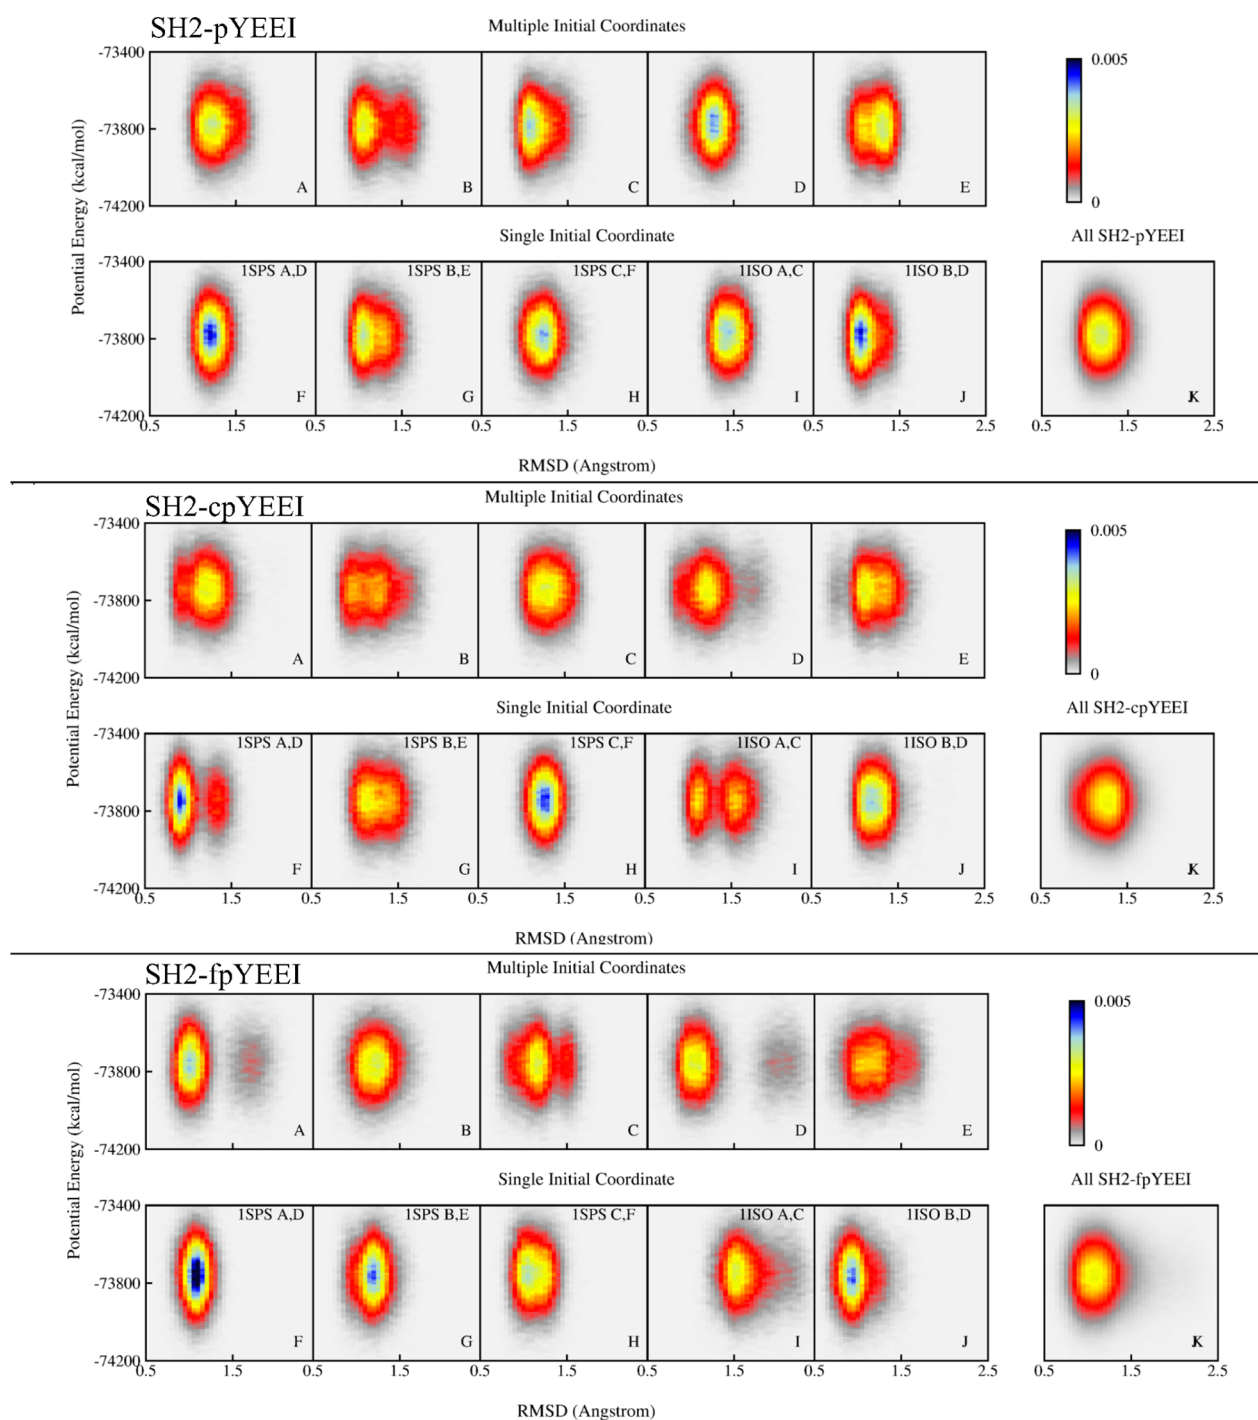 SH2-pYEEI
Multiple Initial Coordinates
-73400
-73800
-74200
A
B
C
D
E
0.005
0
Potential Energy (kcal/mol)
Single Initial Coordinate
All SH2-pYEEI
-73400
-73800
-74200
1SPS A,D
1SPS B,E
1SPS C,F
1ISO A,C
1ISO B,D
F
G
H
I
J
K
0.5 1.5 0.5 1.5 0.5 1.5 0.5 1.5 0.5 1.5 2.5
0.5 1.5 2.5
RMSD (Angstrom)
SH2-cpYEEI
Multiple Initial Coordinates
-73400
-73800
-74200
A
B
C
D
E
0.005
0
Potential Energy (kcal/mol)
Single Initial Coordinate
All SH2-cpYEEI
-73400
-73800
-74200
1SPS A,D
1SPS B,E
1SPS C,F
1ISO A,C
1ISO B,D
F
G
H
I
J
K
0.5 1.5 0.5 1.5 0.5 1.5 0.5 1.5 0.5 1.5 2.5
0.5 1.5 2.5
RMSD (Angstrom)
SH2-fpYEEI
Multiple Initial Coordinates
-73400
-73800
-74200
A
B
C
D
E
0.005
0
Potential Energy (kcal/mol)
Single Initial Coordinate
All SH2-fpYEEI
-73400
-73800
-74200
1SPS A,D
1SPS B,E
1SPS C,F
1ISO A,C
1ISO B,D
F
G
H
I
J
K
0.5 1.5 0.5 1.5 0.5 1.5 0.5 1.5 0.5 1.5 2.5
0.5 1.5 2.5
RMSD (Angstrom)